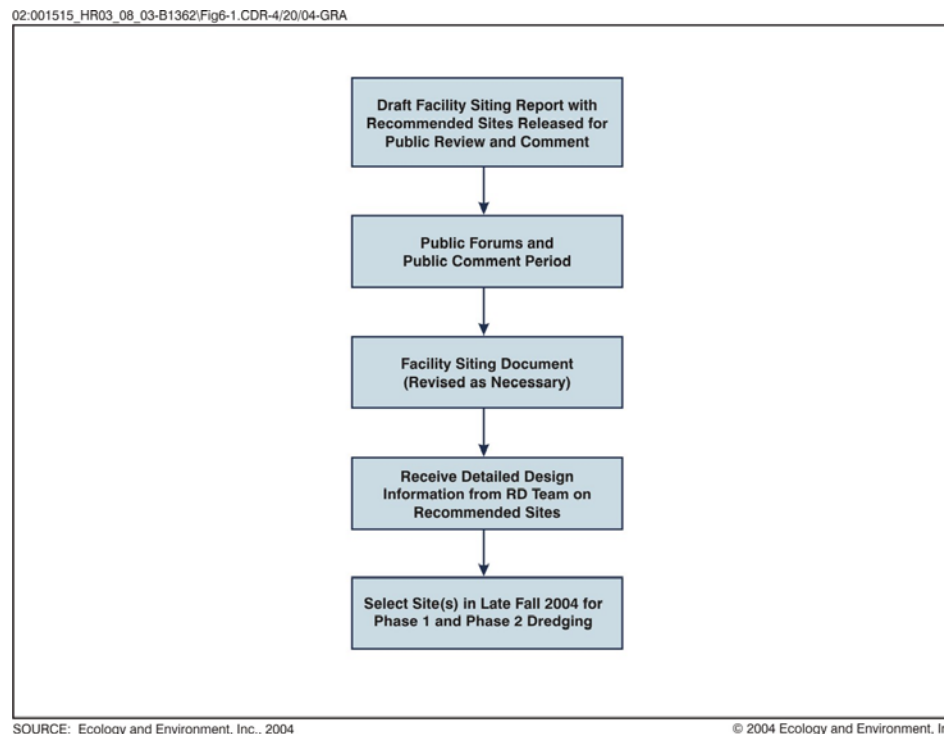 02:001515_HR03_08_03-B1362\Fig6-1.CDR-4/20/04-GRA
Draft Facility Siting Report with
Recommended Sites Released for
Public Review and Comment
Public Forums and
Public Comment Period
Facility Siting Document
(Revised as Necessary)
Receive Detailed Design
Information from RD Team on
Recommended Sites
Select Site(s) in Late Fall 2004 for
Phase 1 and Phase 2 Dredging
SOURCE: Ecology and Environment, Inc., 2004
© 2004 Ecology and Environment,